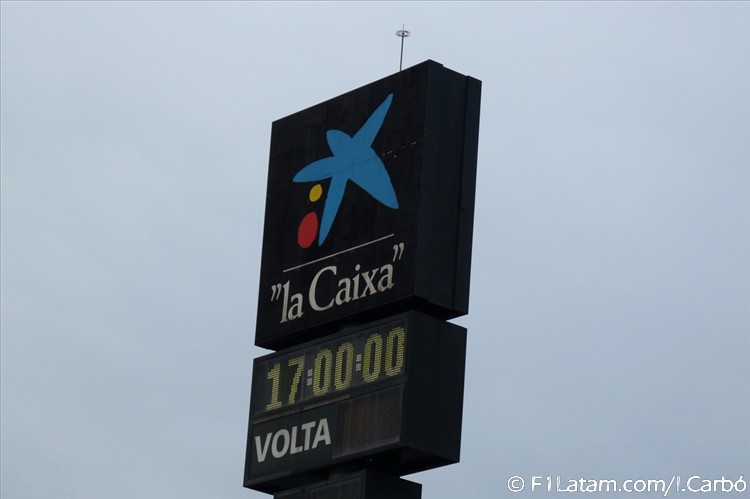 "la Caixa"
17:00:00
VOLTA
© F1Latam.com/I.Carbó